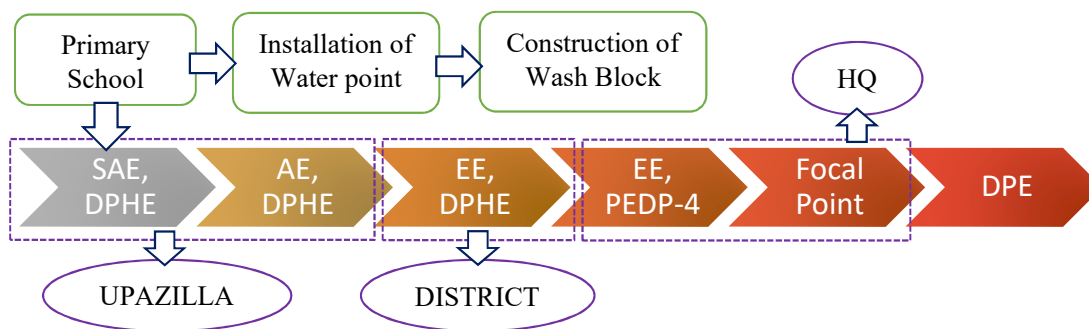 Primary
School
Installation of
Water point
Construction of
Wash Block
HQ
SAE,
DPHE
AE,
DPHE
EE,
DPHE
EE,
PEDP-4
Focal
Point
DPE
UPAZILLA
DISTRICT